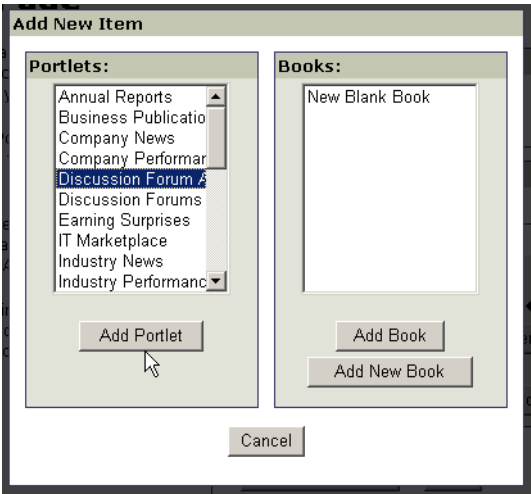 Add New Item
Portlets:
Annual Reports
Business Publicatio
Company News
Company Performar
Discussion Forum A
Discussion Forums
Earning Surprises
IT Marketplace
Industry News
Industry Performanc
Add Portlet
Books:
New Blank Book
Add Book
Add New Book
Cancel